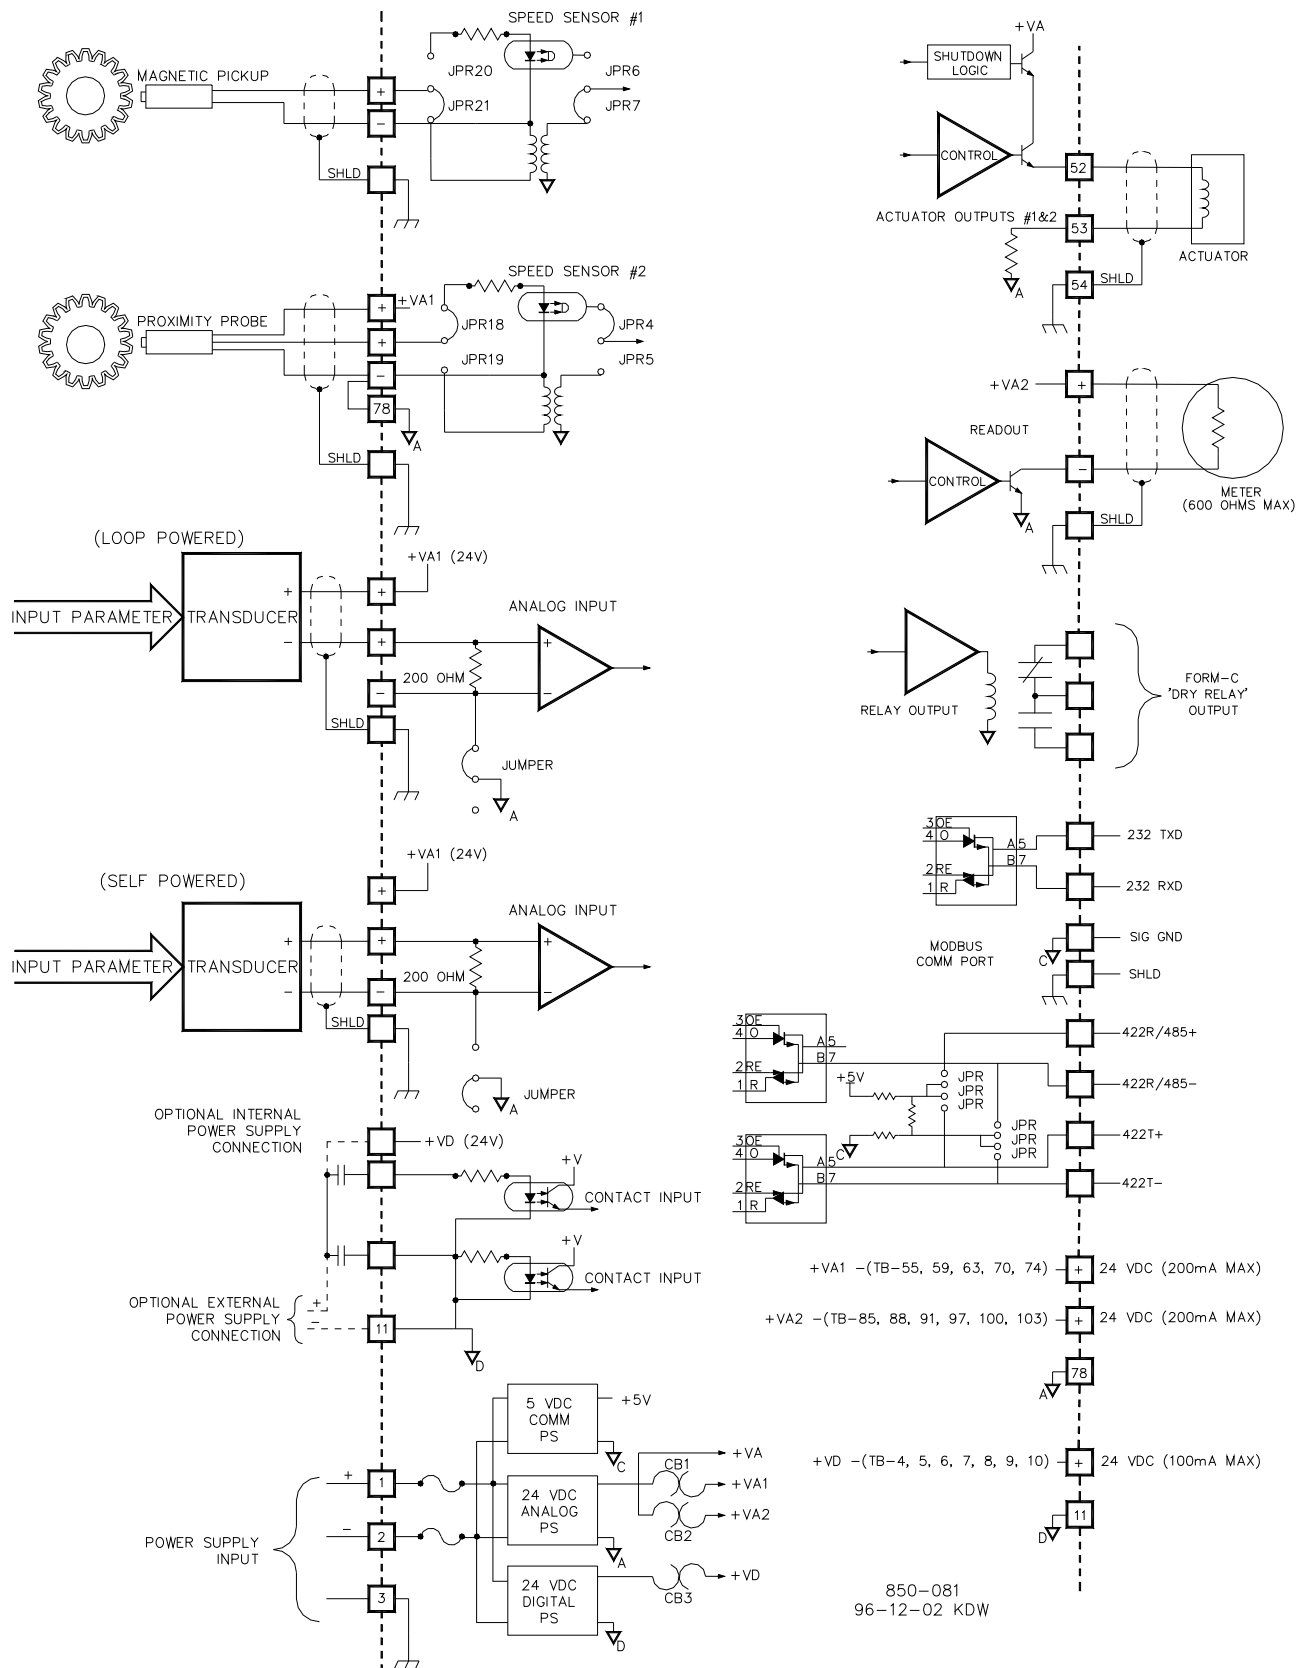 SPEED SENSOR #1
MAGNETIC PICKUP
JPR20
JPR6
+
JPR21
JPR7
-
SHLD
SPEED SENSOR #2
+VA1
+
PROXIMITY PROBE
JPR18
JPR4
+
JPR19
JPR5
-
78
A
SHLD
(LOOP POWERED)
+VA1 (24V)
+
+
ANALOG INPUT
INPUT PARAMETER
TRANSDUCER
-
+
+
200 OHM
-
-
SHLD
JUMPER
A
+VA1 (24V)
(SELF POWERED)
+
ANALOG INPUT
+
+
+
INPUT PARAMETER
TRANSDUCER
200 OHM
-
-
-
SHLD
JUMPER
A
OPTIONAL INTERNAL
POWER SUPPLY
CONNECTION
+VD (24V)
+V
CONTACT INPUT
+V
CONTACT INPUT
OPTIONAL EXTERNAL
POWER SUPPLY
CONNECTION
+
-
11
D
5 VDC
COMM
PS
+5V
C
+VA
+
1
CB1
+VA1
24 VDC
ANALOG
PS
+VA2
-
2
CB2
A
POWER SUPPLY
INPUT
24 VDC
DIGITAL
PS
+VD
CB3
3
D
+VA
SHUTDOWN
LOGIC
CONTROL
52
ACTUATOR OUTPUTS #1&2
53
ACTUATOR
A
54
SHLD
+VA2
+
READOUT
CONTROL
-
METER
(600 OHMS MAX)
A
SHLD
RELAY OUTPUT
FORM-C
'DRY RELAY'
OUTPUT
3 OE
4 O
A 5
B 7
2 RE
1 R
232 TXD
232 RXD
MODBUS
COMM PORT
SIG GND
C
SHLD
3 OE
4 O
A 5
B 7
2 RE
1 R
422R/485+
+5V
JPR
JPR
JPR
422R/485-
JPR
JPR
JPR
C
3 OE
4 O
A 5
B 7
2 RE
1 R
422T+
422T-
+VA1 -(TB-55, 59, 63, 70, 74)
+
24 VDC (200mA MAX)
+VA2 -(TB-85, 88, 91, 97, 100, 103)
+
24 VDC (200mA MAX)
78
A
+VD -(TB-4, 5, 6, 7, 8, 9, 10)
+
24 VDC (100mA MAX)
11
D
850-081
96-12-02 KDW